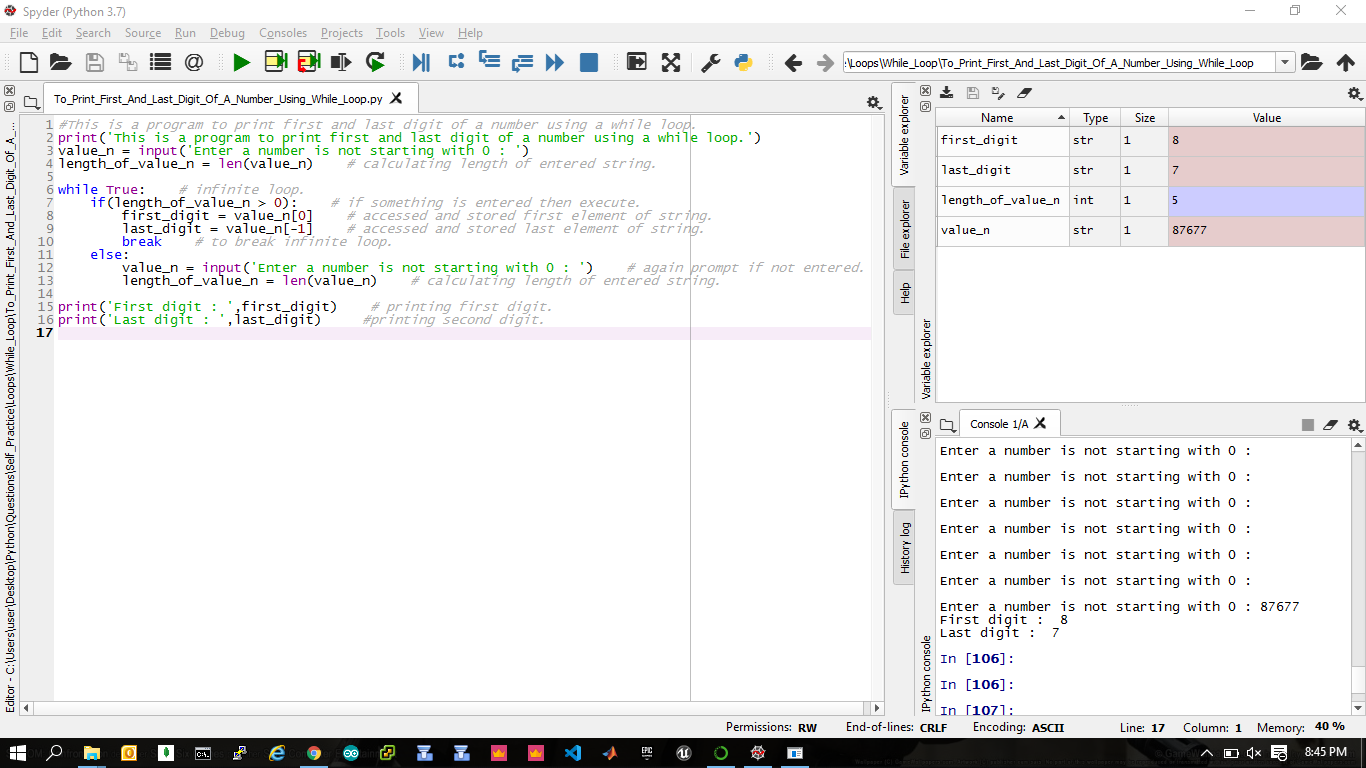 Spyder (Python 3.7)
File Edit Search Source Run Debug Consoles Projects Tools View Help
:\Loops\While_Loop\To_Print_First_And_Last_Digit_Of_A_Number_Using_While_Loop
To_Print_First_And_Last_Digit_Of_A_Number_Using_While_Loop.py
Editor - C:\Users\user\Desktop\Python\Questions\Self_Practice\Loops\While_Loop\To_Print_First_And_Last_Digit_Of_A_...
1 #This is a program to print first and last digit of a number using a while loop.
2 print('This is a program to print first and last digit of a number using a while loop.')
3 value_n = input('Enter a number is not starting with 0 : ')
4 length_of_value_n = len(value_n)    # calculating length of entered string.
5
6 while True:    # infinite loop.
7     if(length_of_value_n > 0):    # if something is entered then execute.
8         first_digit = value_n[0]    # accessed and stored first element of string.
9         last_digit = value_n[-1]    # accessed and stored last element of string.
10         break    # to break infinite loop.
11     else:
12         value_n = input('Enter a number is not starting with 0 : ')    # again prompt if not entered.
13         length_of_value_n = len(value_n)    # calculating length of entered string.
14
15 print('First digit : ',first_digit)    # printing first digit.
16 print('Last digit : ',last_digit)     #printing second digit.
17
Variable explorer
File explorer
Help
Variable explorer
Name Type Size Value
first_digit str 1 8
last_digit str 1 7
length_of_value_n int 1 5
value_n str 1 87677
IPython console
History log
IPython console
Console 1/A
Enter a number is not starting with 0 :
Enter a number is not starting with 0 :
Enter a number is not starting with 0 :
Enter a number is not starting with 0 :
Enter a number is not starting with 0 :
Enter a number is not starting with 0 :
Enter a number is not starting with 0 : 87677
First digit :  8
Last digit :  7
In [106]:
In [106]:
In [107]:
Permissions: RW End-of-lines: CRLF Encoding: ASCII Line: 17 Column: 1 Memory: 40 %
8:45 PM